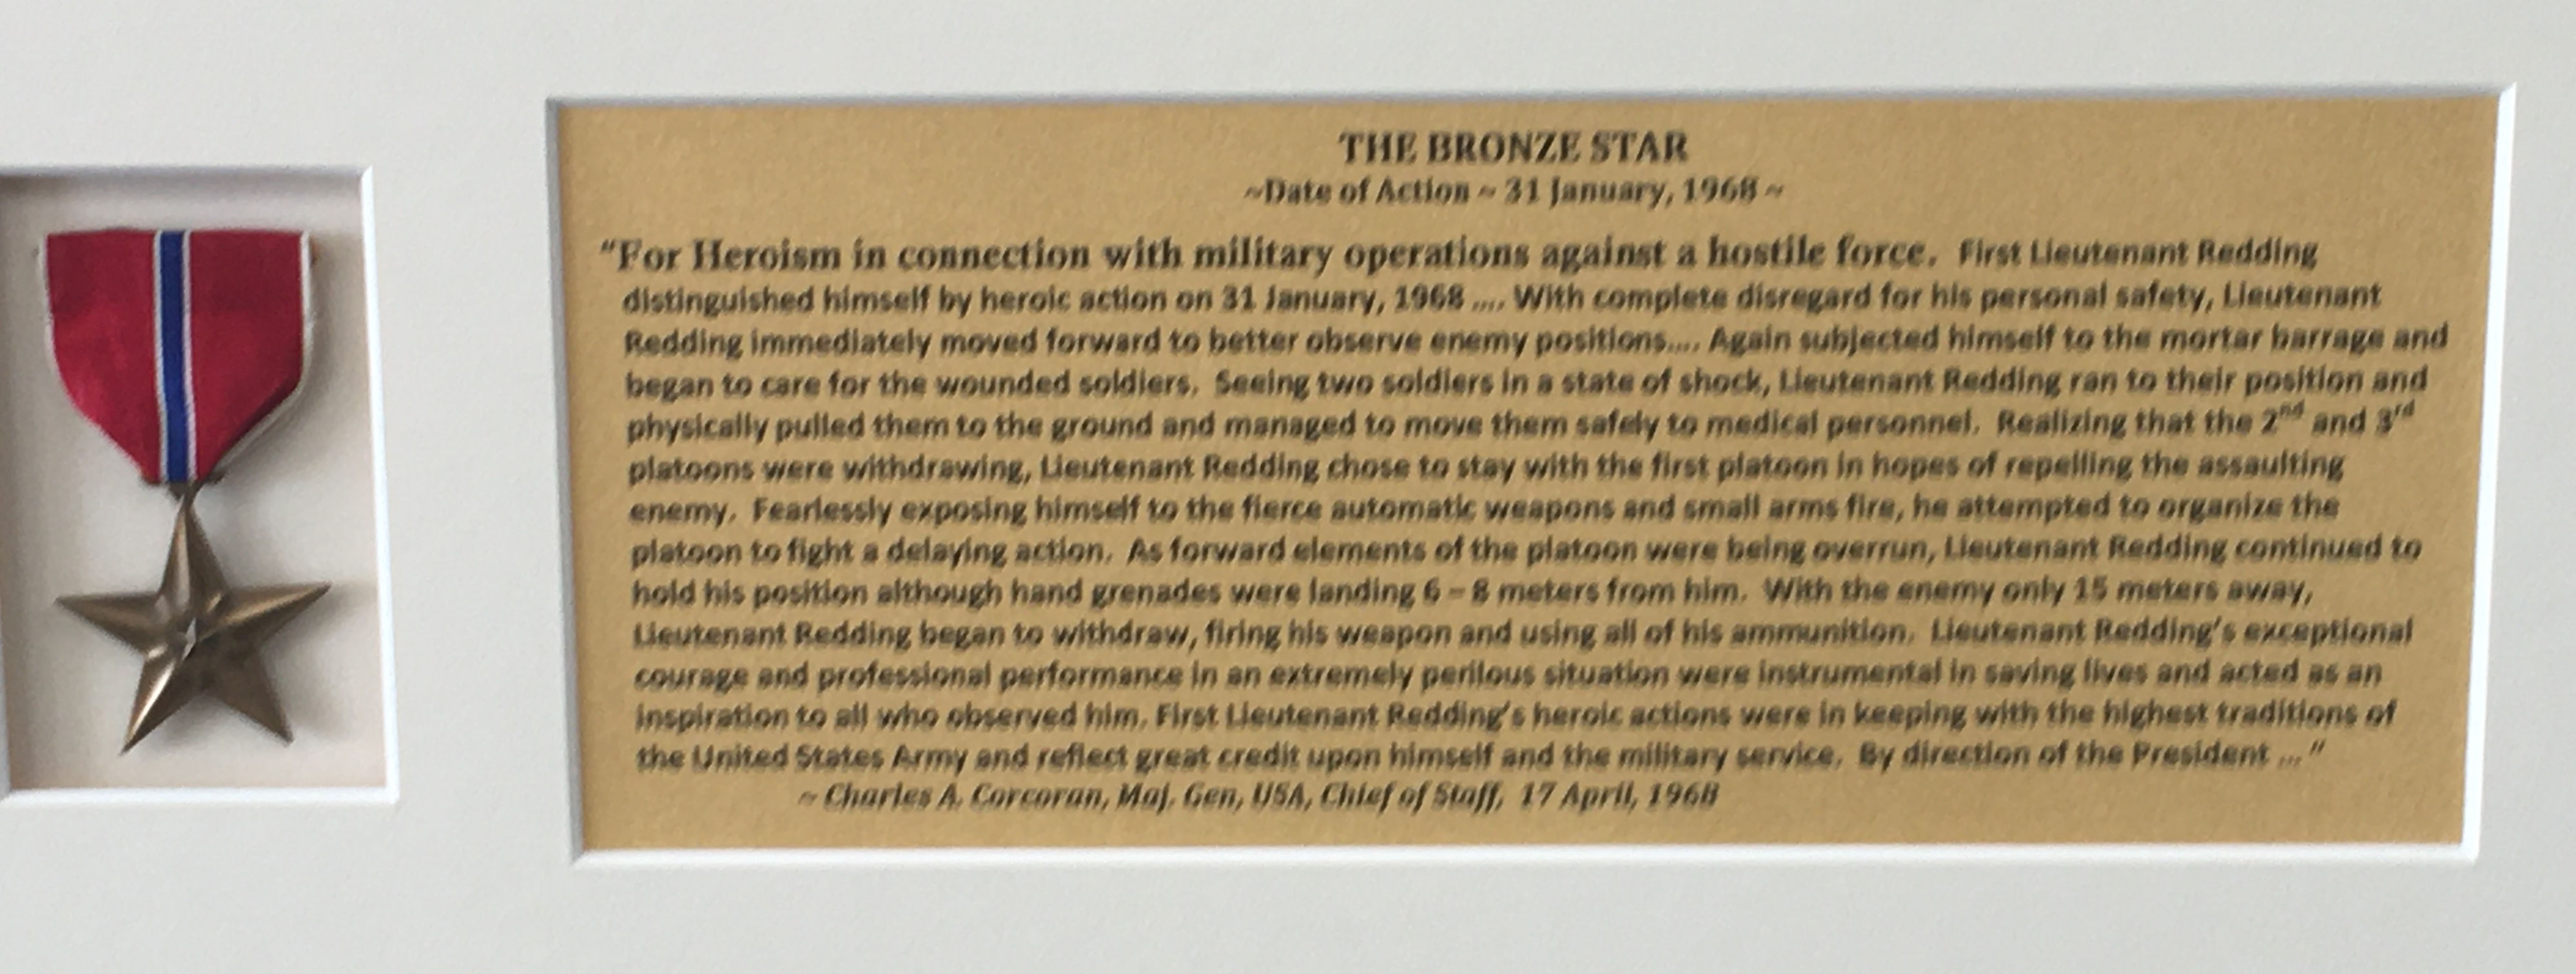 THE BRONZE STAR
~Date of Action ~ 31 January, 1968 ~
"For Heroism in connection with military operations against a hostile force. First Lieutenant Redding
distinguished himself by heroic action on 31 January, 1968 .... With complete disregard for his personal safety, Lieutenant
Redding immediately moved forward to better observe enemy positions.... Again subjected himself to the mortar barrage and
began to care for the wounded soldiers. Seeing two soldiers in a state of shock, Lieutenant Redding ran to their position and
physically pulled them to the ground and managed to move them safely to medical personnel. Realizing that the 2nd and 3rd
platoons were withdrawing, Lieutenant Redding chose to stay with the first platoon in hopes of repelling the assaulting
enemy. Fearlessly exposing himself to the fierce automatic weapons and small arms fire, he attempted to organize the
platoon to fight a delaying action. As forward elements of the platoon were being overrun, Lieutenant Redding continued to
hold his position although hand grenades were landing 6 – 8 meters from him. With the enemy only 15 meters away,
Lieutenant Redding began to withdraw, firing his weapon and using all of his ammunition. Lieutenant Redding's exceptional
courage and professional performance in an extremely perilous situation were instrumental in saving lives and acted as an
inspiration to all who observed him. First Lieutenant Redding's heroic actions were in keeping with the highest traditions of
the United States Army and reflect great credit upon himself and the military service. By direction of the President ..."
~ Charles A. Corcoran, Maj. Gen, USA, Chief of Staff, 17 April, 1968